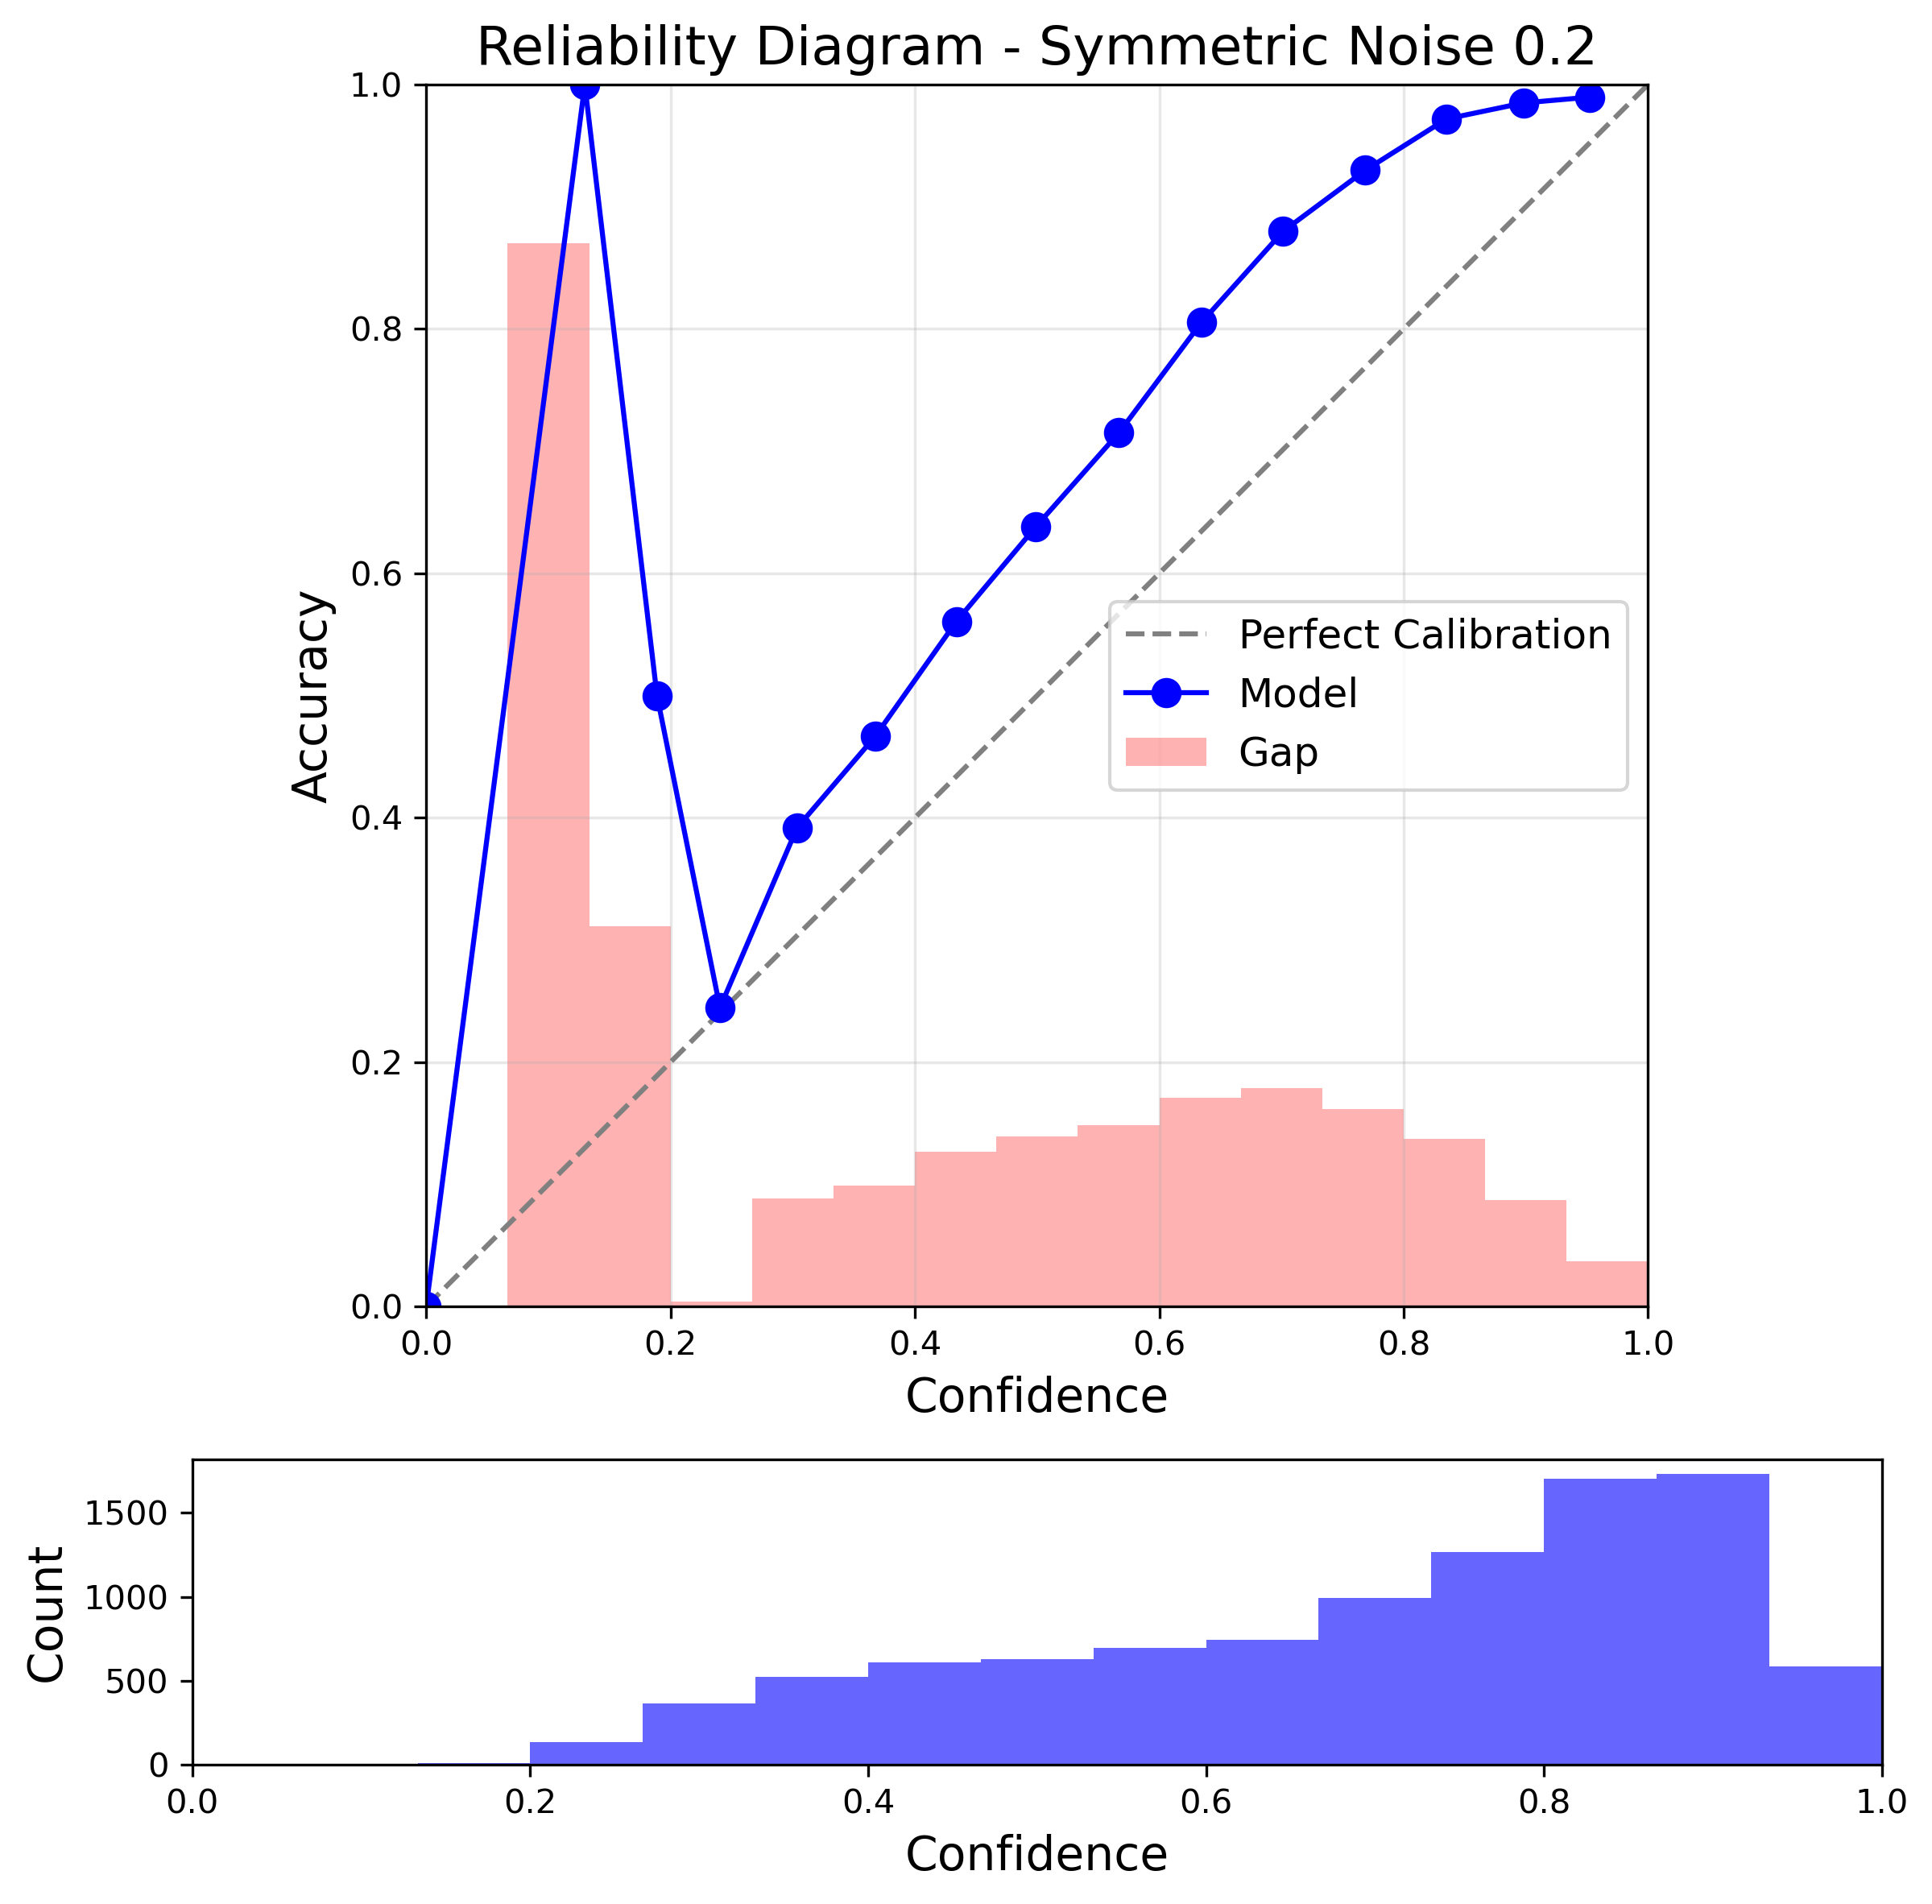 Reliability Diagram - Symmetric Noise 0.2
1.0
0.8
0.6
0.4
0.2
0.0
Accuracy
Perfect Calibration
Model
Gap
0.0 0.2 0.4 0.6 0.8 1.0
Confidence
1500
1000
500
0
Count
0.0 0.2 0.4 0.6 0.8 1.0
Confidence